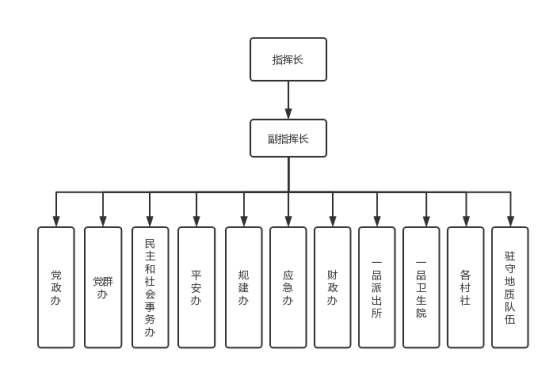 指挥长
副指挥长
党政办
党群办
民主和社会事务办
平安办
规建办
应急办
财政办
一品派出所
一品卫生院
各村社
驻守地质队伍